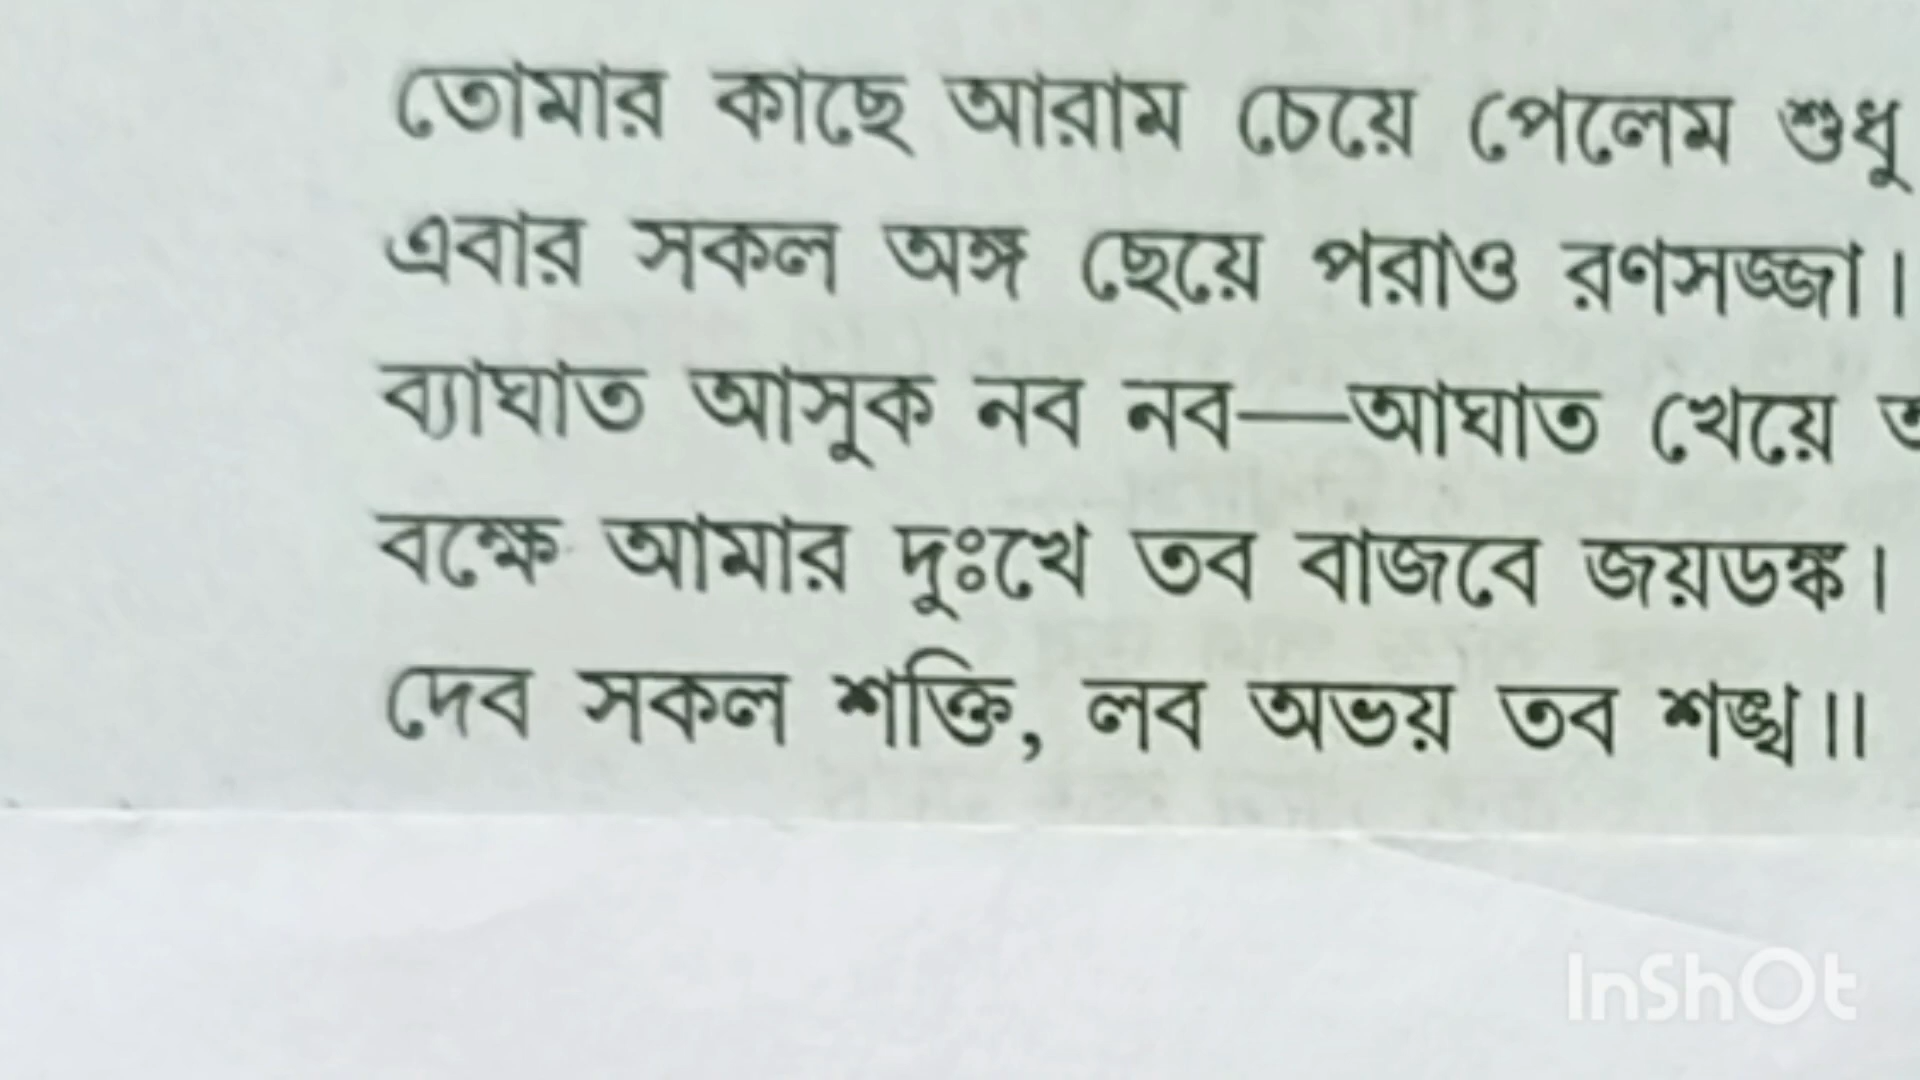 তোমার কাছে আরাম চেয়ে পেলেম শুধু
এবার সকল অঙ্গ ছেয়ে পরাও রণসজ্জা।
ব্যাঘাত আসুক নব নব—আঘাত খেয়ে
বক্ষে আমার দুঃখে তব বাজবে জয়ডঙ্ক।
দেব সকল শক্তি, লব অভয় তব শঙ্খ॥
InShOt